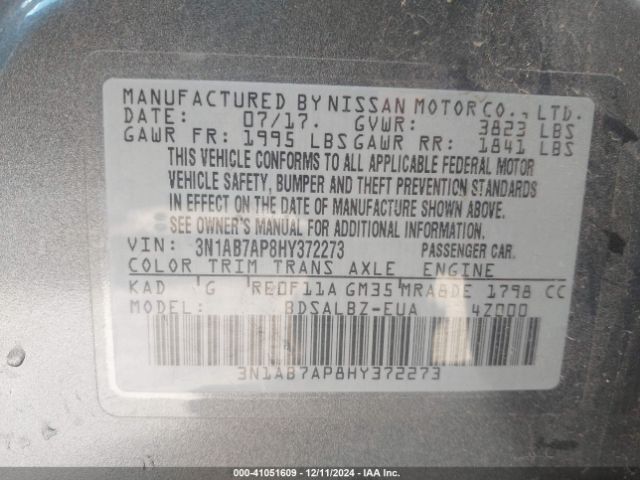 MANUFACTURED BY NISSAN MOTOR CO., LTD.
DATE: 07/17. GVWR: 3823 LBS
GAWR FR: 1995 LBS GAWR RR: 1841 LBS
THIS VEHICLE CONFORMS TO ALL APPLICABLE FEDERAL MOTOR
VEHICLE SAFETY, BUMPER AND THEFT PREVENTION STANDARDS
IN EFFECT ON THE DATE OF MANUFACTURE SHOWN ABOVE.
SEE OWNER'S MANUAL FOR ADDITIONAL INFORMATION.
VIN: 3N1AB7AP8HY372273 PASSENGER CAR.
COLOR TRIM TRANS AXLE ENGINE
KAD G RE0F11A GM35 MRA8DE 1798 CC
MODEL: BDSALBZ-EUA 4Z000
3N1AB7AP8HY372273
000-41051609 - 12/11/2024 - IAA Inc.